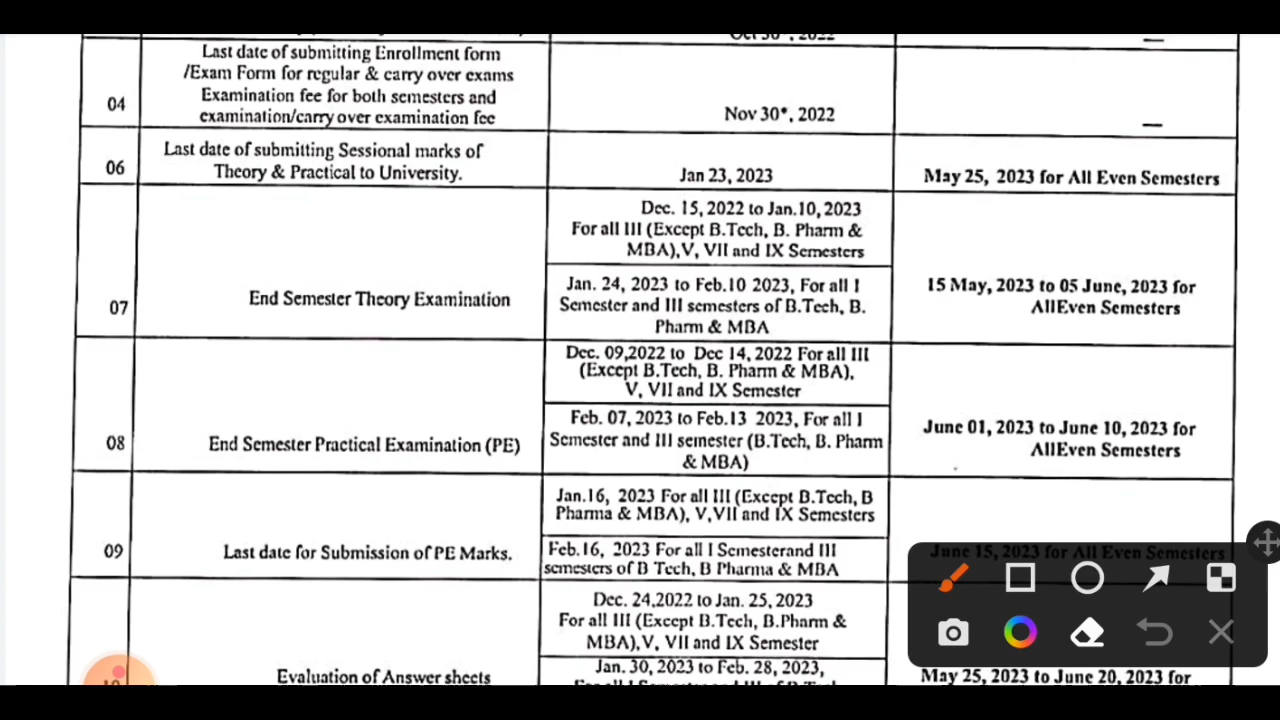 Oct 30*, 2022
—
Last date of submitting Enrollment form
/Exam Form for regular & carry over exams
04
Examination fee for both semesters and
examination/carry over examination fee
Nov 30*, 2022
—
06
Last date of submitting Sessional marks of
Theory & Practical to University.
Jan 23, 2023
May 25, 2023 for All Even Semesters
07
End Semester Theory Examination
Dec. 15, 2022 to Jan.10, 2023
For all III (Except B.Tech, B. Pharm &
MBA),V, VII and IX Semesters
Jan. 24, 2023 to Feb.10 2023, For all I
Semester and III semesters of B.Tech, B.
Pharm & MBA
15 May, 2023 to 05 June, 2023 for
AllEven Semesters
08
End Semester Practical Examination (PE)
Dec. 09,2022 to Dec 14, 2022 For all III
(Except B.Tech, B. Pharm & MBA),
V, VII and IX Semester
Feb. 07, 2023 to Feb.13 2023, For all I
Semester and III semester (B.Tech, B. Pharm
& MBA)
June 01, 2023 to June 10, 2023 for
AllEven Semesters
09
Last date for Submission of PE Marks.
Jan.16, 2023 For all III (Except B.Tech, B
Pharma & MBA), V,VII and IX Semesters
Feb.16, 2023 For all I Semesterand III
semesters of B Tech, B Pharma & MBA
June 15, 2023 for All Even Semesters
10
Evaluation of Answer sheets
Dec. 24,2022 to Jan. 25, 2023
For all III (Except B.Tech, B.Pharm &
MBA),V, VII and IX Semester
Jan. 30, 2023 to Feb. 28, 2023,
May 25, 2023 to June 20, 2023 for